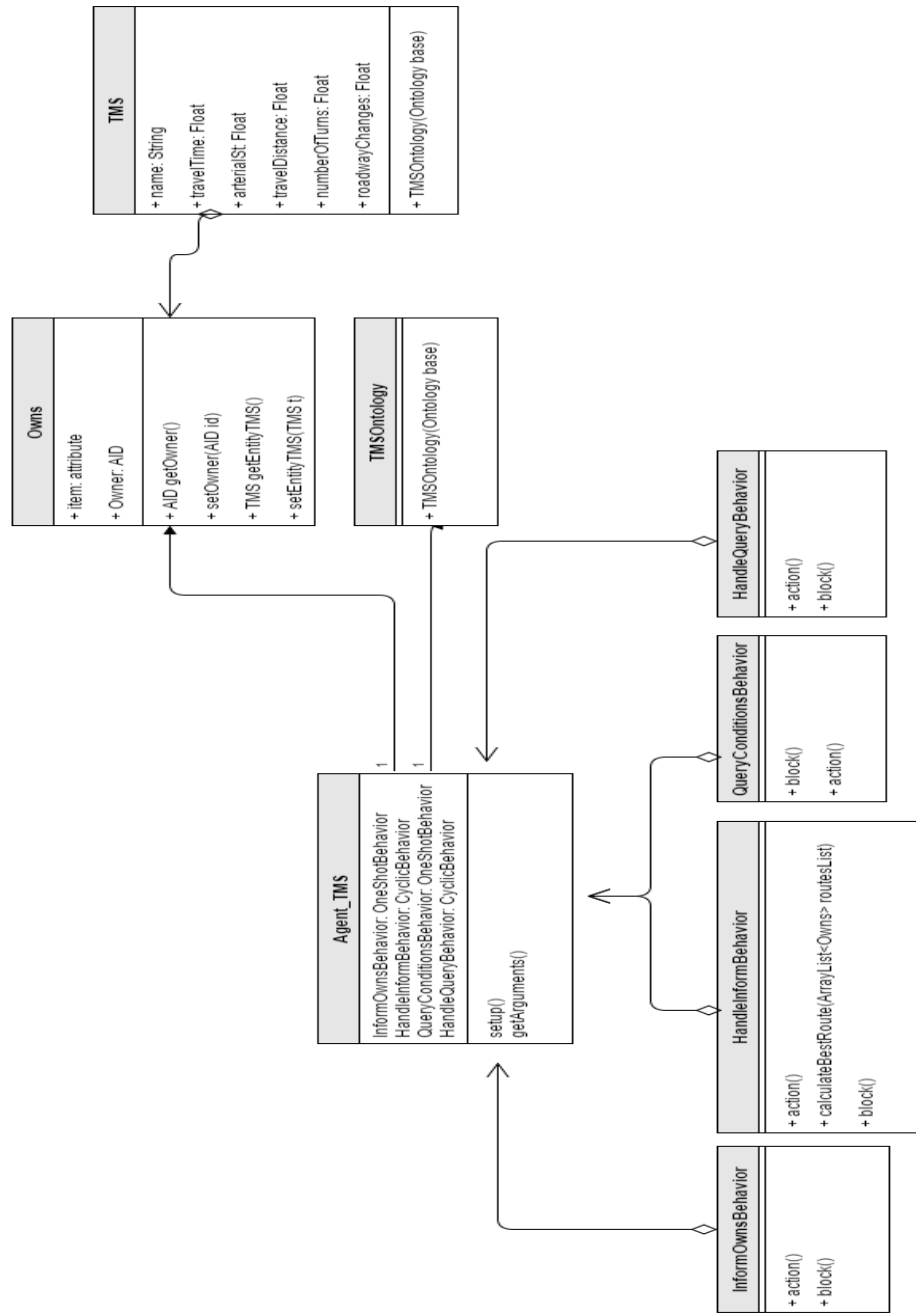 Owns
+ item: attribute
+ Owner: AID
+ AID getOwner()
+ setOwner(AID id)
+ TMS getEntityTMS()
+ setEntityTMS(TMS t)
TMS
+ name: String
+ travelTime: Float
+ arterialSt: Float
+ travelDistance: Float
+ numberOfTurns: Float
+ roadwayChanges: Float
+ TMSOntology(Ontology base)
TMSOntology
+ TMSOntology(Ontology base)
Agent_TMS
InformOwnsBehavior: OneShotBehavior
HandleInformBehavior: CyclicBehavior
QueryConditionsBehavior: OneShotBehavior
HandleQueryBehavior: CyclicBehavior
setup()
getArguments()
1
1
InformOwnsBehavior
+ action()
+ block()
HandleInformBehavior
+ action()
+ calculateBestRoute(ArrayList<Owns> routesList)
+ block()
QueryConditionsBehavior
+ block()
+ action()
HandleQueryBehavior
+ action()
+ block()